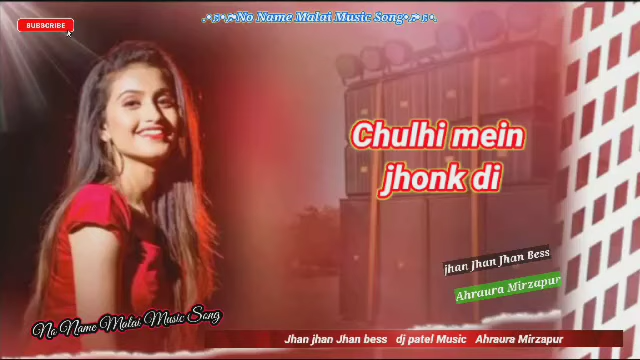 SUBSCRIBE
No Name Malai Music Song
Chulhi mein
jhonk di
jhan Jhan Jhan Bess
Ahraura Mirzapur
No Name Malai Music Song
Jhan jhan Jhan bess dj patel Music Ahraura Mirzapur